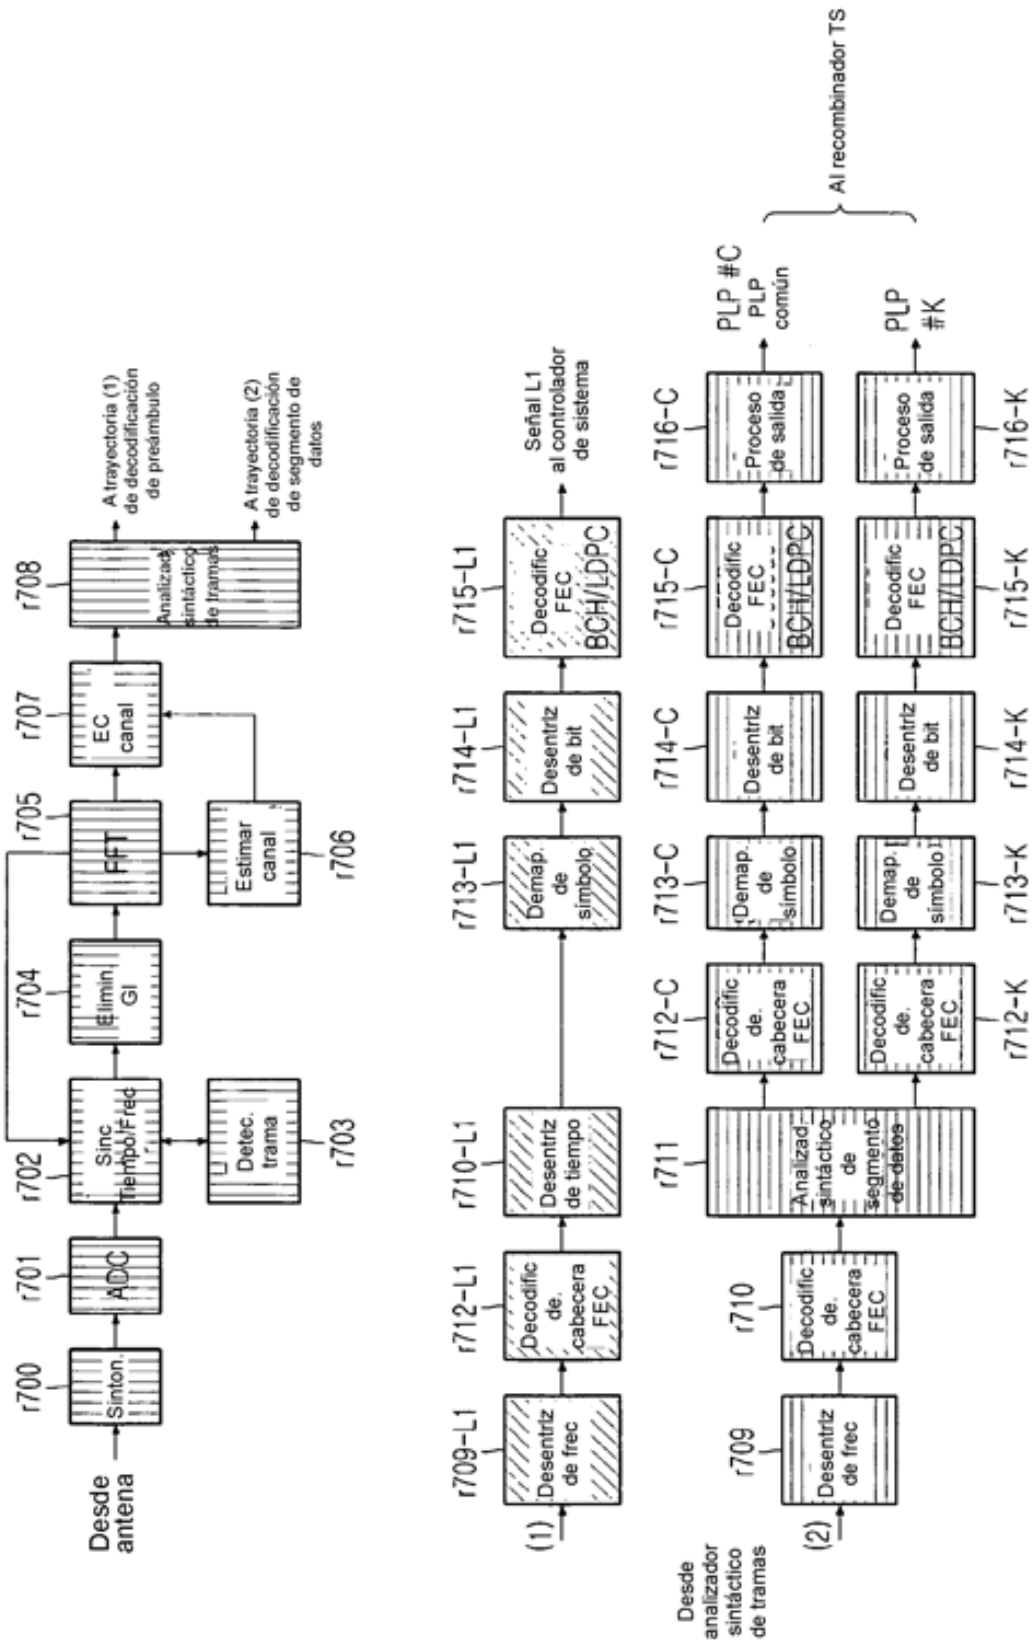 Desde
antena
r700
Sinton.
r701
ADC
r702
Sinc
Tiempo/Frec
r703
Detec.
trama
r704
Elimin.
GI
r705
FFT
r706
Estimar
canal
r707
EC
canal
r708
Analizad,
sintáctico
de tramas
A trayectoria (1)
de decodificación
de preámbulo
A trayectoria (2)
de decodificación
de segmento de
datos
(1)
r709-L1
Desentrlz
de frec
r712-L1
Decodific
de.
cabecera
FEC
r710-L1
Desentrlz
de tiempo
r713-L1
Demap.
de
símbolo
r714-L1
Desentrlz
de bit
r715-L1
Decodific
FEC
BCH/LDPC
Señal L1
al controlador
de sistema
Desde
analizador
sintáctico
de tramas
(2)
r709
Desentrlz
de frec
r710
Decodific
de.
cabecera
FEC
r711
Analizad,
sintáctico
de
segmento
de datos
r712-C
Decodific
de.
cabecera
FEC
r713-C
Demap.
de
símbolo
r714-C
Desentriz
de bit
r715-C
Decodific
FEC
BCH/LDPC
r716-C
Proceso
de salida
PLP #C
PLP
común
r712-K
Decodific
de.
cabecera
FEC
r713-K
Demap.
de
símbolo
r714-K
Desentriz
de bit
r715-K
Decodific
FEC
BCH/LDPC
r716-K
Proceso
de salida
PLP
#K
Al recombinador TS